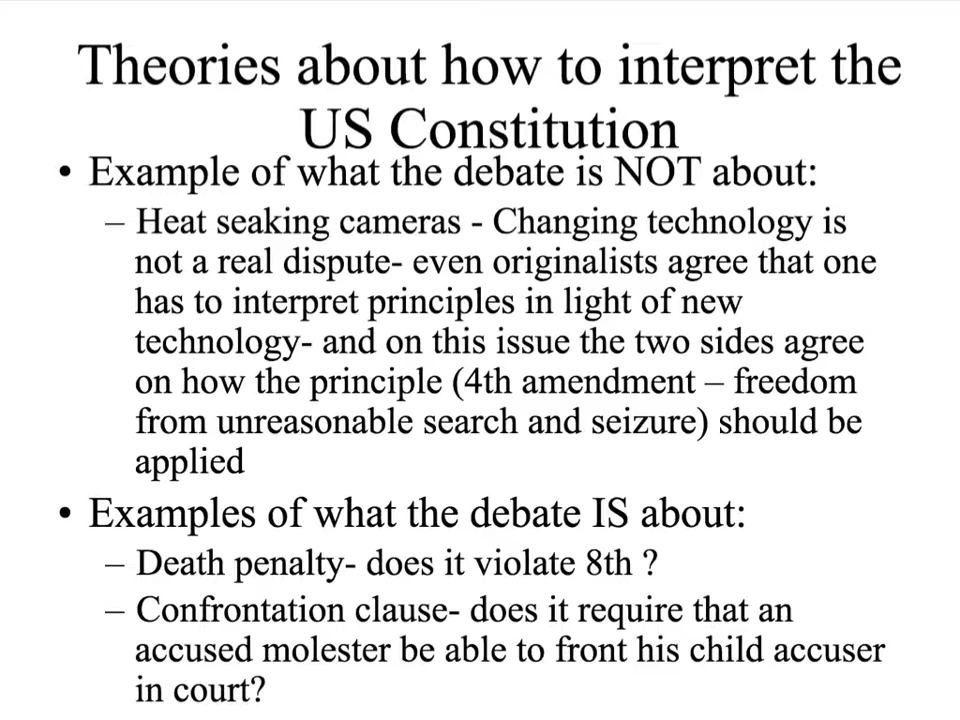 Theories about how to interpret the
US Constitution
• Example of what the debate is NOT about:
– Heat seaking cameras - Changing technology is
not a real dispute- even originalists agree that one
has to interpret principles in light of new
technology- and on this issue the two sides agree
on how the principle (4th amendment – freedom
from unreasonable search and seizure) should be
applied
• Examples of what the debate IS about:
– Death penalty- does it violate 8th ?
– Confrontation clause- does it require that an
accused molester be able to front his child accuser
in court?